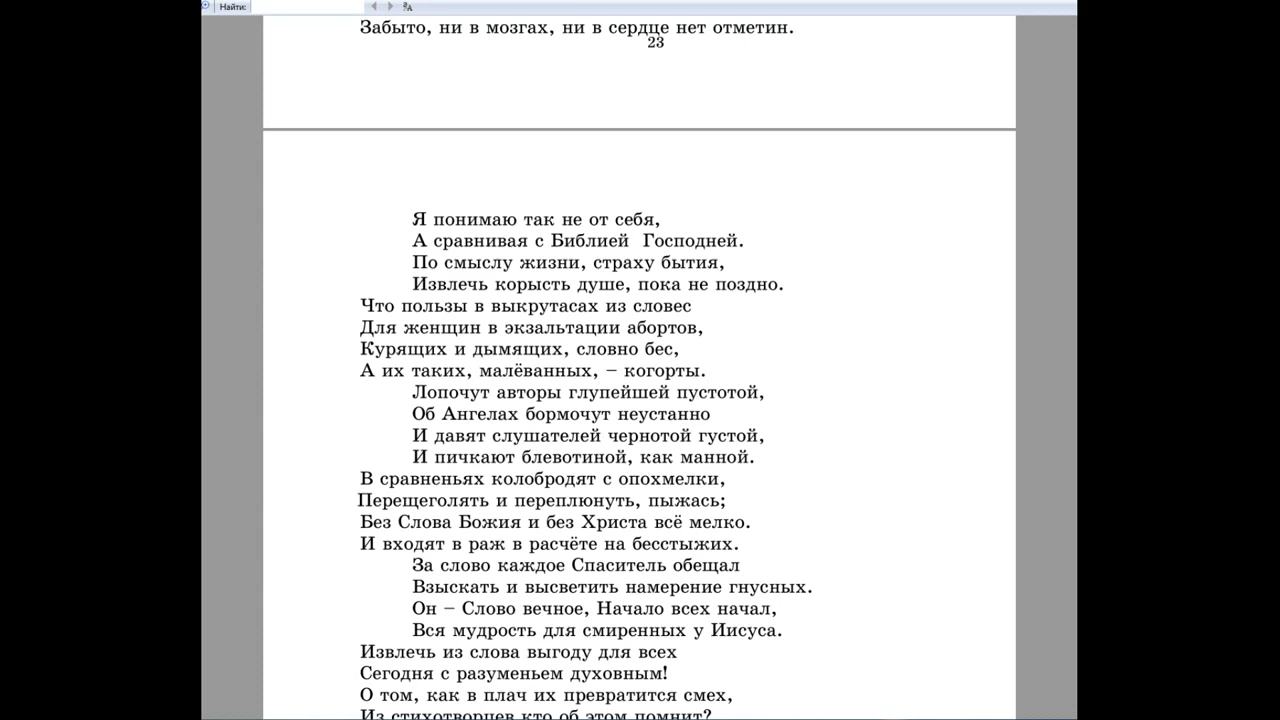 Найти:
Забыто, ни в мозгах, ни в сердце нет отметин.
23
Я понимаю так не от себя,
А сравнивая с Библией Господней.
По смыслу жизни, страху бытия,
Извлечь корысть душе, пока не поздно.
Что пользы в выкрутасах из словес
Для женщин в экзальтации абортов,
Курящих и дымящих, словно бес,
А их таких, малёванных, – когорты.
Лопочут авторы глупейшей пустотой,
Об Ангелах бормочут неустанно
И давят слушателей чернотой густой,
И пичкают блевотиной, как манной.
В сравненьях колобродят с опохмелки,
Перещеголять и переплюнуть, пыжась;
Без Слова Божия и без Христа всё мелко.
И входят в раж в расчёте на бесстыжих.
За слово каждое Спаситель обещал
Взыскать и высветить намерение гнусных.
Он – Слово вечное, Начало всех начал,
Вся мудрость для смиренных у Иисуса.
Извлечь из слова выгоду для всех
Сегодня с разуменьем духовным!
О том, как в плач их превратится смех,
Из стихотворцев кто об этом помнит?